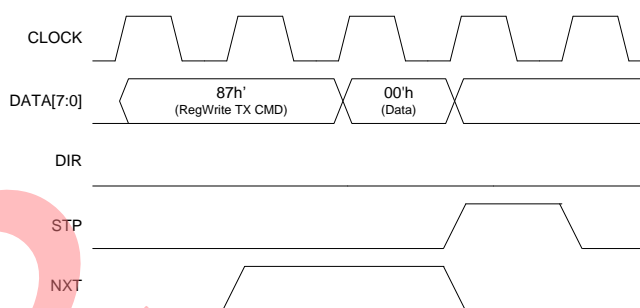 CLOCK
DATA[7:0]
87h'
(RegWrite TX CMD)
00'h
(Data)
DIR
STP
NXT